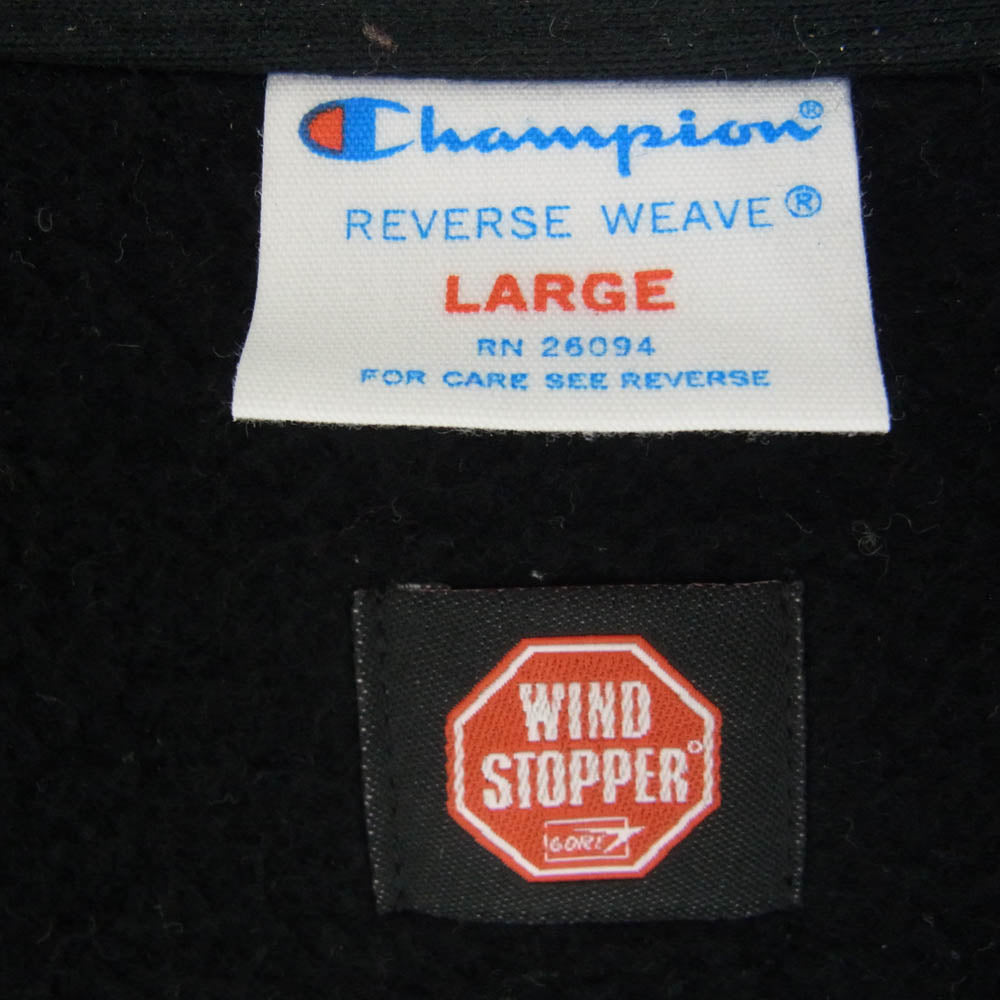 Champion®
REVERSE WEAVE®
LARGE
RN 26094
FOR CARE SEE REVERSE
WIND
STOPPER®
GORE